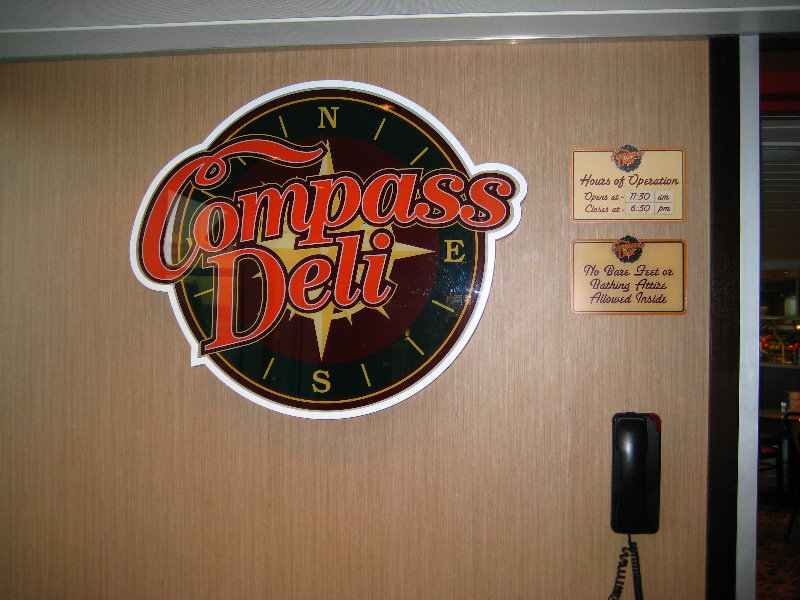 N
Compass
E
Deli
S
Hours of Operation
Opens at - 11:30 am
Closes at - 6:30 pm
No Bare Feet or
Bathing Attire
Allowed Inside